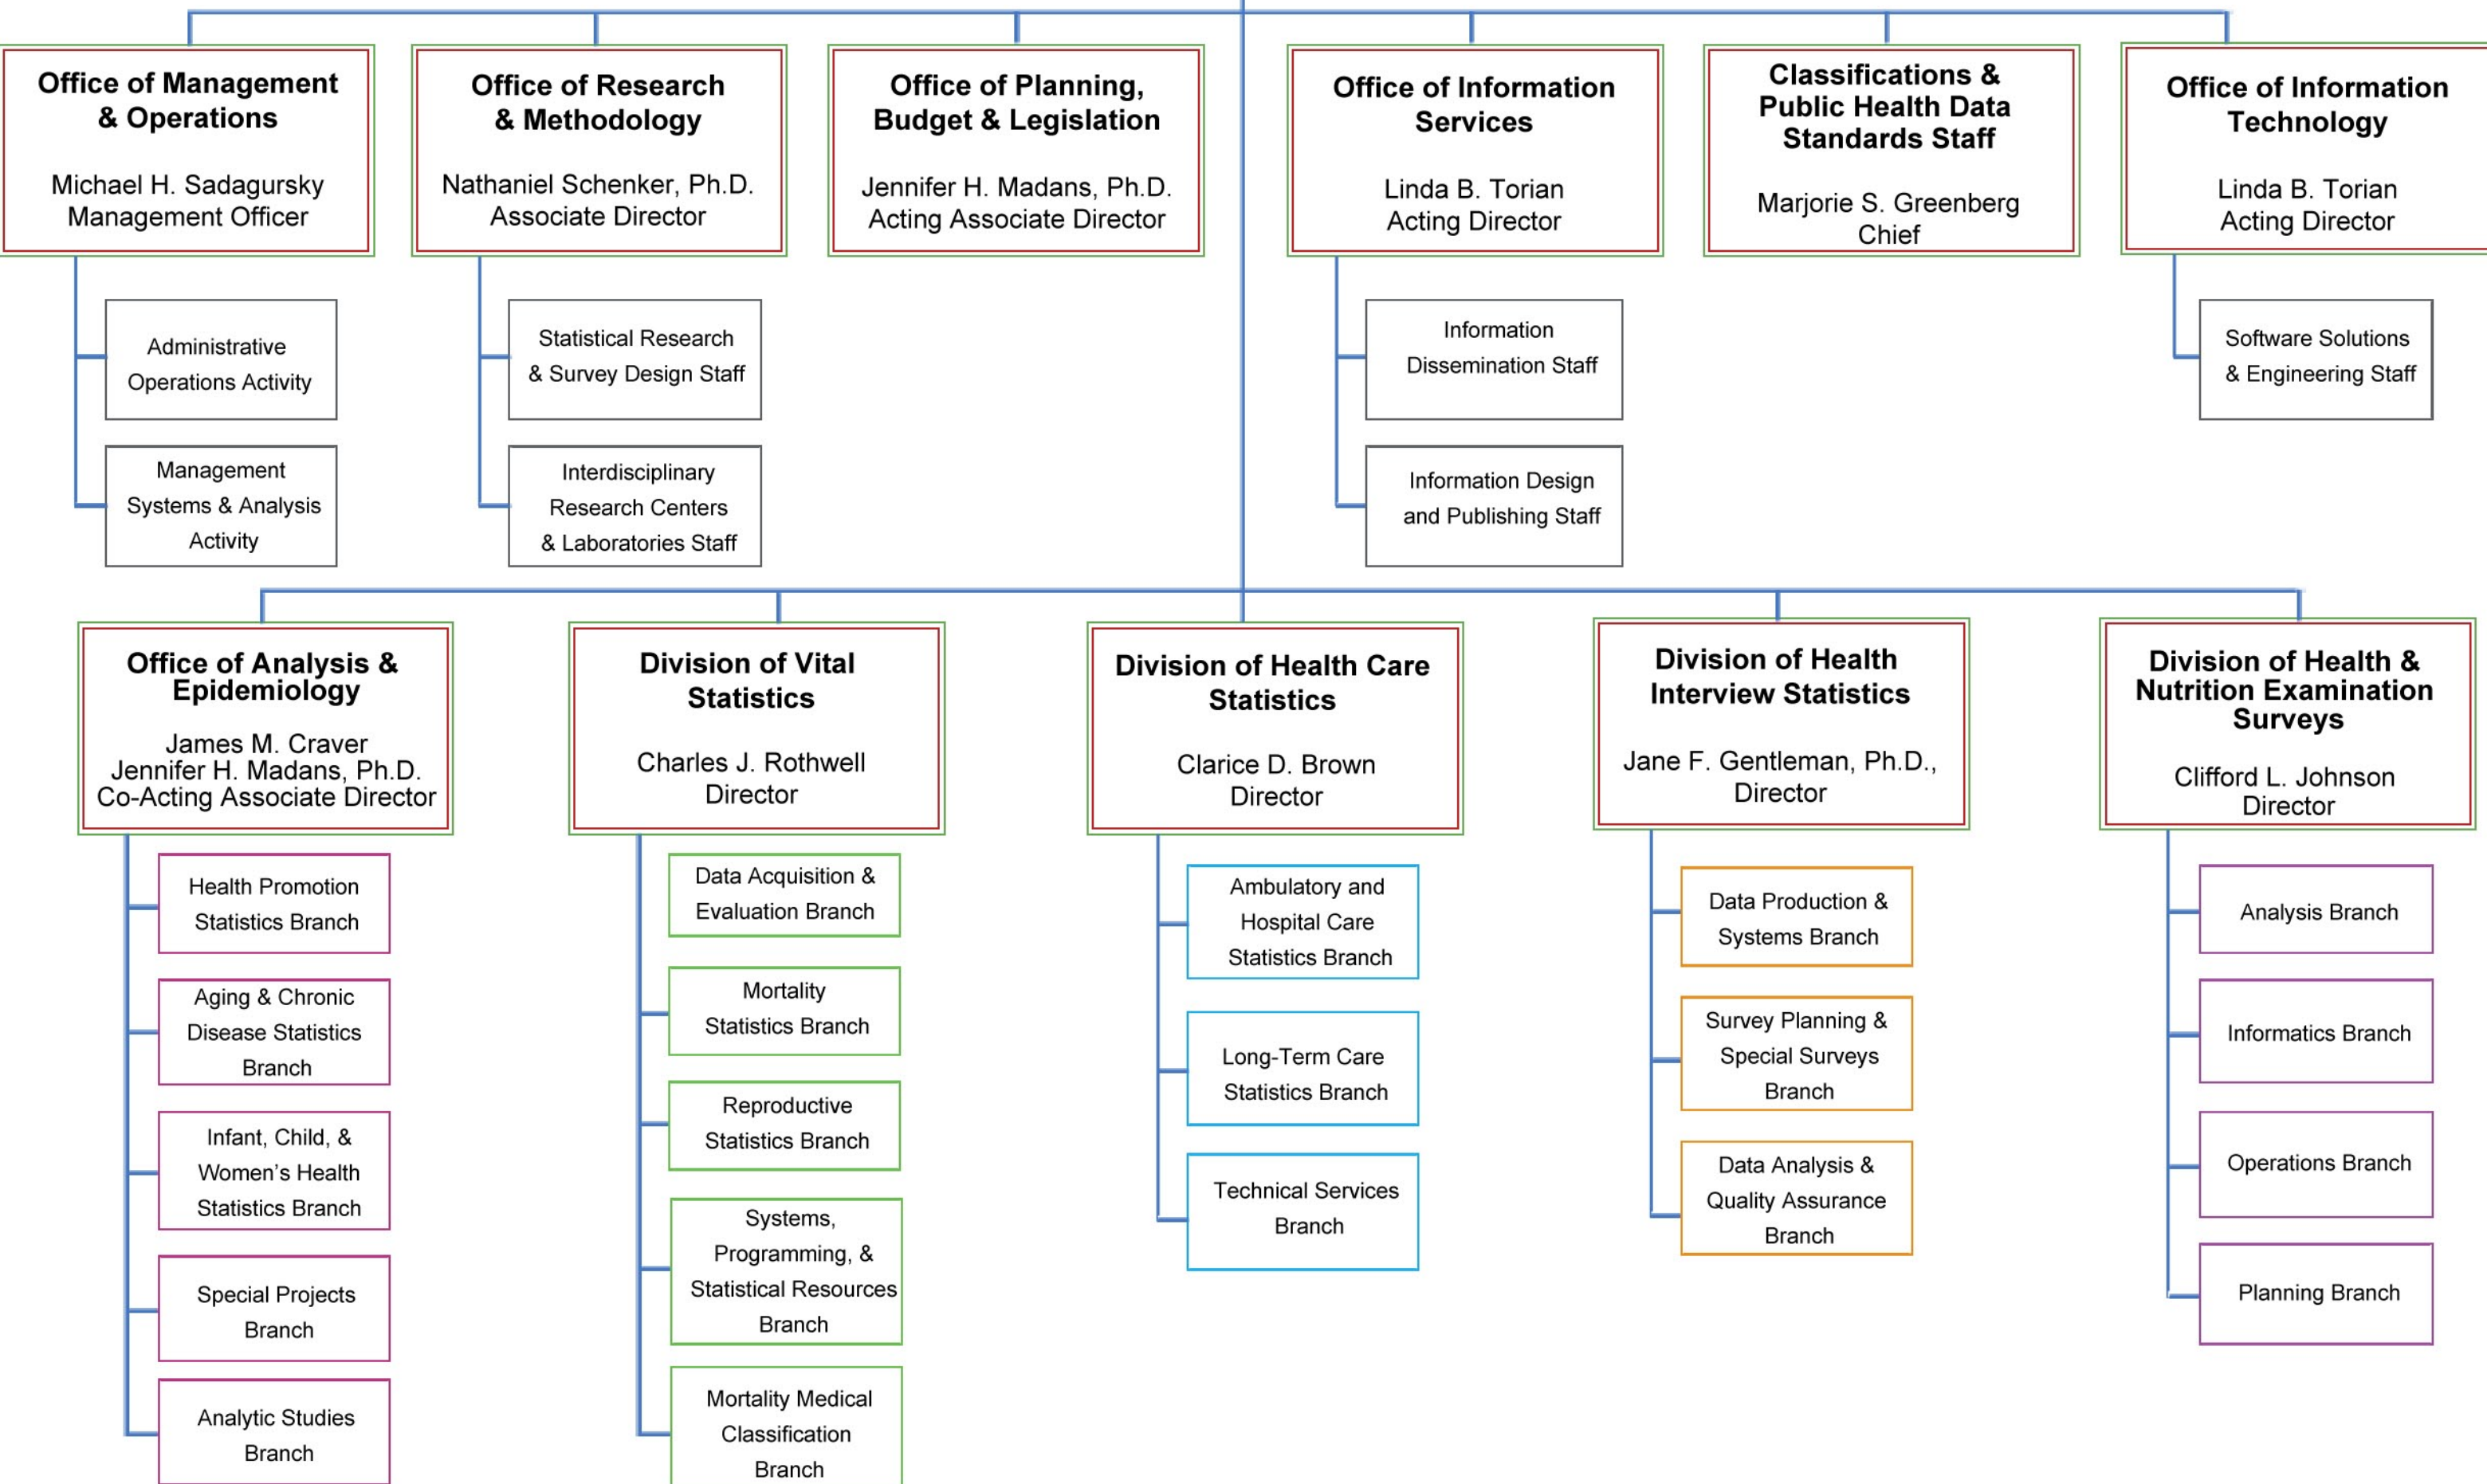 Office of Management
& Operations
Michael H. Sadagursky
Management Officer
Office of Research
& Methodology
Nathaniel Schenker, Ph.D.
Associate Director
Office of Planning,
Budget & Legislation
Jennifer H. Madans, Ph.D.
Acting Associate Director
Office of Information
Services
Linda B. Torian
Acting Director
Classifications &
Public Health Data
Standards Staff
Marjorie S. Greenberg
Chief
Office of Information
Technology
Linda B. Torian
Acting Director
Administrative
Operations Activity
Management
Systems & Analysis
Activity
Statistical Research
& Survey Design Staff
Interdisciplinary
Research Centers
& Laboratories Staff
Information
Dissemination Staff
Information Design
and Publishing Staff
Software Solutions
& Engineering Staff
Office of Analysis &
Epidemiology
James M. Craver
Jennifer H. Madans, Ph.D.
Co-Acting Associate Director
Division of Vital
Statistics
Charles J. Rothwell
Director
Division of Health Care
Statistics
Clarice D. Brown
Director
Division of Health
Interview Statistics
Jane F. Gentleman, Ph.D.,
Director
Division of Health &
Nutrition Examination
Surveys
Clifford L. Johnson
Director
Health Promotion
Statistics Branch
Aging & Chronic
Disease Statistics
Branch
Infant, Child, &
Women’s Health
Statistics Branch
Special Projects
Branch
Analytic Studies
Branch
Data Acquisition &
Evaluation Branch
Mortality
Statistics Branch
Reproductive
Statistics Branch
Systems,
Programming, &
Statistical Resources
Branch
Mortality Medical
Classification
Branch
Ambulatory and
Hospital Care
Statistics Branch
Long-Term Care
Statistics Branch
Technical Services
Branch
Data Production &
Systems Branch
Survey Planning &
Special Surveys
Branch
Data Analysis &
Quality Assurance
Branch
Analysis Branch
Informatics Branch
Operations Branch
Planning Branch